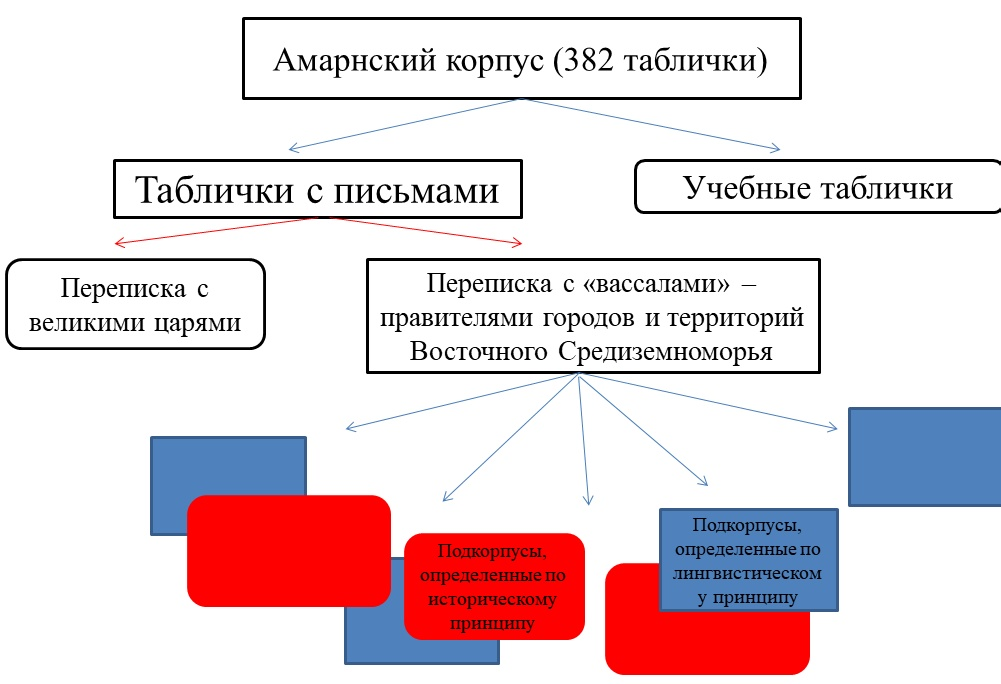 Амарнский корпус (382 таблички)
Таблички с письмами
Учебные таблички
Переписка с
великими царями
Переписка с «вассалами» –
правителями городов и территорий
Восточного Средиземноморья
Подкорпусы,
определенные по
историческому
принципу
Подкорпусы,
определенные по
лингвистическом
у принципу